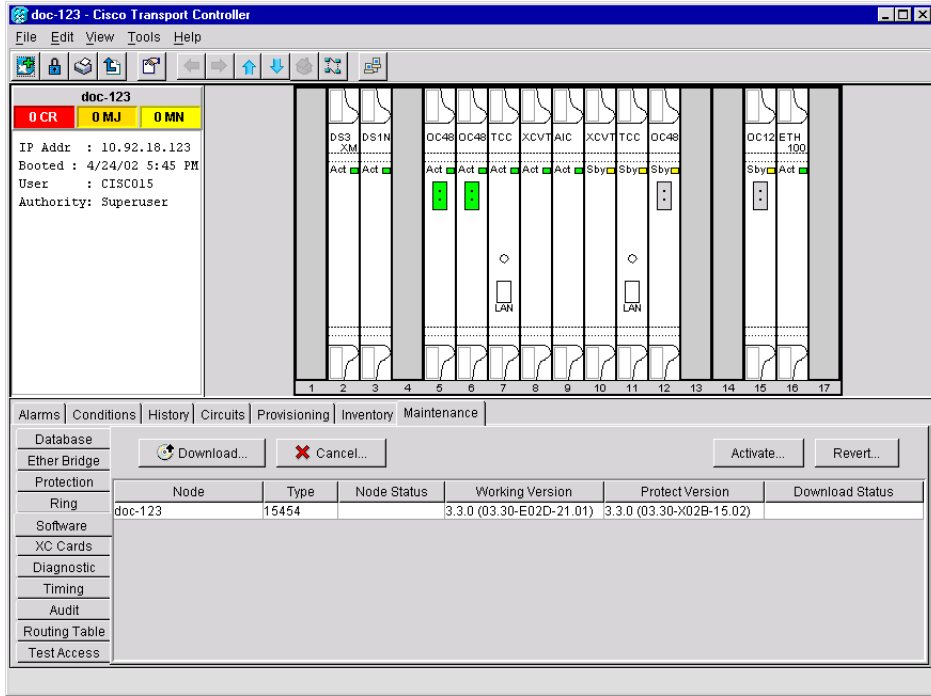 doc-123 - Cisco Transport Controller
File Edit View Tools Help
doc-123
0 CR 0 MJ 0 MN
IP Addr : 10.92.18.123
Booted : 4/24/02 5:45 PM
User : CISCO15
Authority: Superuser
DS3 XM DS1N OC48 OC48 TCC XCVT AIC XCVT TCC OC48 OC12 ETH 100
Act Act Act Act Act Act Act Sby Sby Sby Sby Act
LAN LAN
1 2 3 4 5 6 7 8 9 10 11 12 13 14 15 16 17
Alarms Conditions History Circuits Provisioning Inventory Maintenance
Database
Ether Bridge
Protection
Ring
Software
XC Cards
Diagnostic
Timing
Audit
Routing Table
Test Access
Download... Cancel... Activate... Revert...
Node Type Node Status Working Version Protect Version Download Status
doc-123 15454 3.3.0 (03.30-E02D-21.01) 3.3.0 (03.30-X02B-15.02)